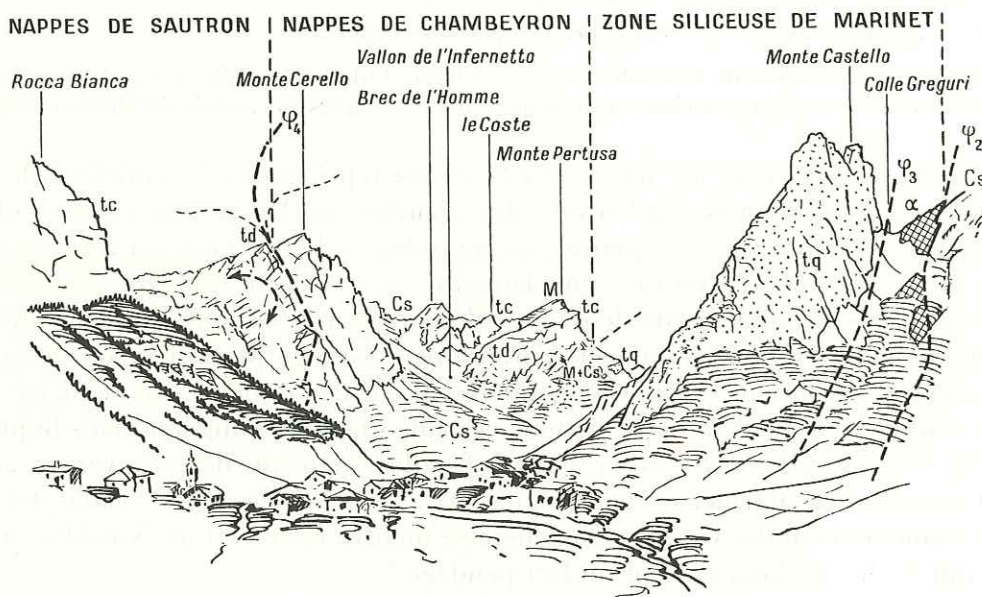 NAPPES DE SAUTRON | NAPPES DE CHAMBEYRON | ZONE SILICEUSE DE MARINET
Vallon de l'Infernetto
Monte Castello
Rocca Bianca
Monte Cerello
Brec de l'Homme
Colle Greguri
φ4
le Coste
φ2
Monte Pertusa
φ3
Cs
tc
α
td
tq
Cs
tc
M
tc
td
tq
M+Cs
Cs